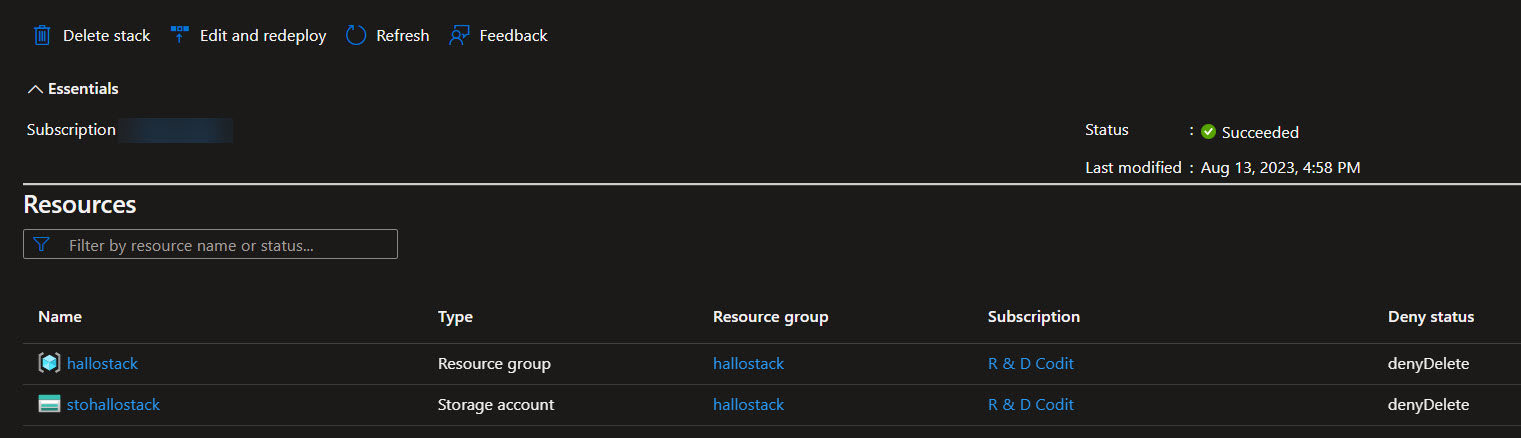 Delete stack Edit and redeploy Refresh Feedback
Essentials
Subscription
Status : Succeeded
Last modified : Aug 13, 2023, 4:58 PM
Resources
Filter by resource name or status...
Name Type Resource group Subscription Deny status
hallostack Resource group hallostack R & D Codit denyDelete
stohallostack Storage account hallostack R & D Codit denyDelete